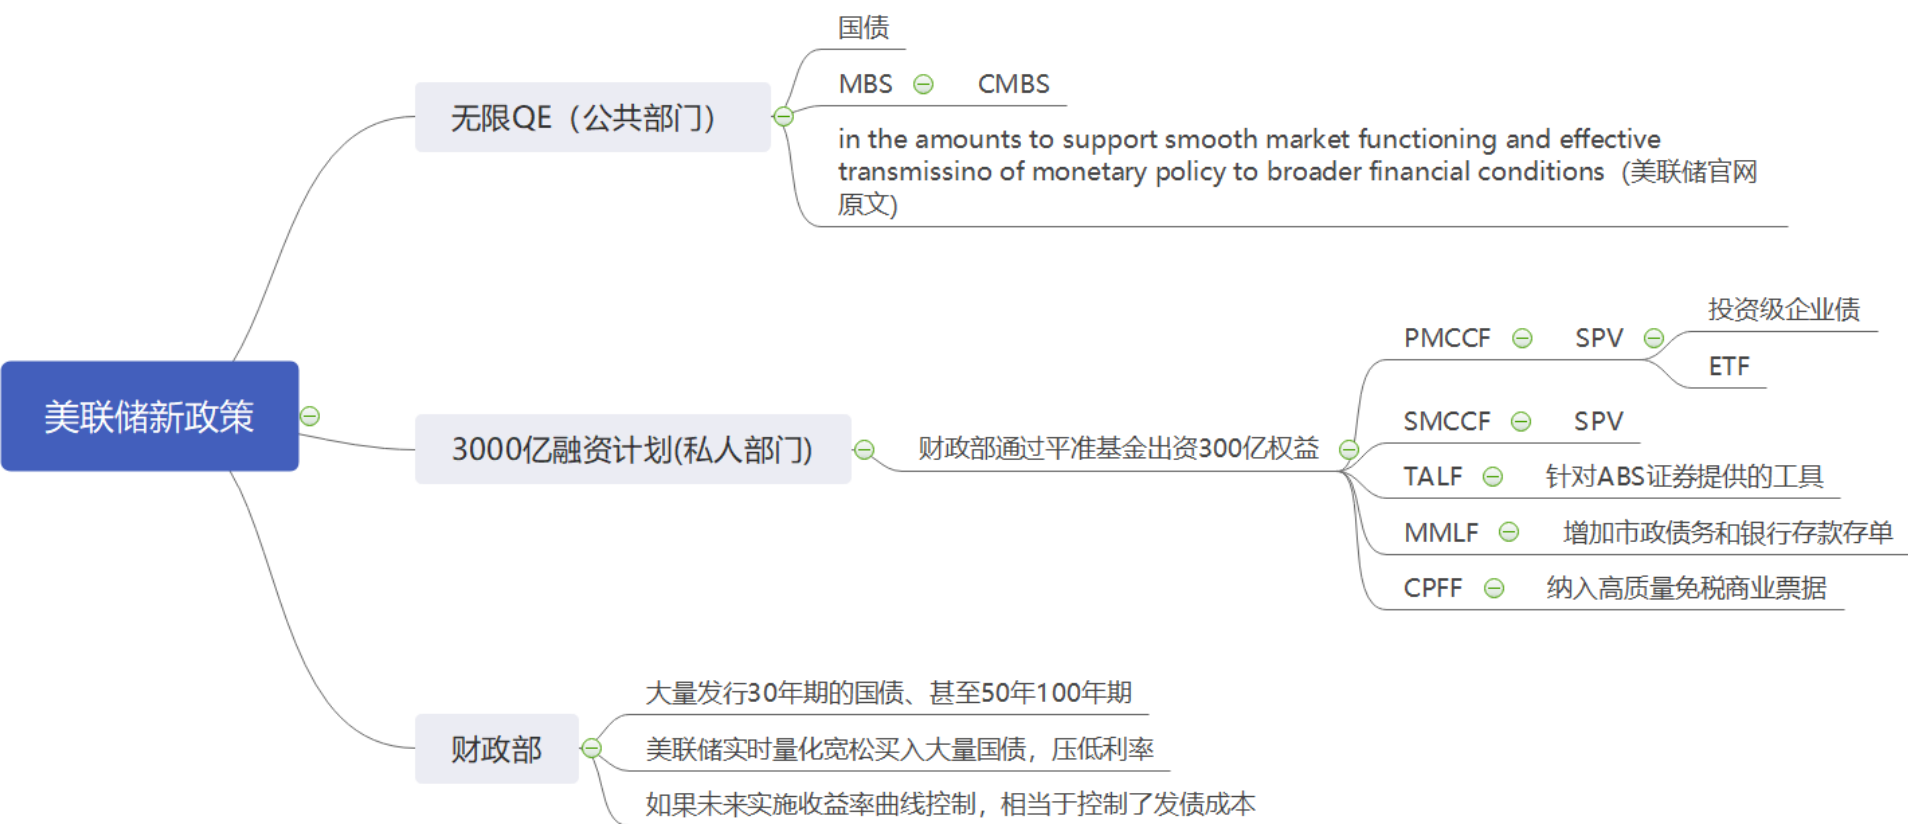 美联储新政策
无限QE（公共部门）
国债
MBS
CMBS
in the amounts to support smooth market functioning and effective
transmissino of monetary policy to broader financial conditions (美联储官网
原文)
3000亿融资计划(私人部门)
财政部通过平准基金出资300亿权益
PMCCF
SPV
投资级企业债
ETF
SMCCF
SPV
TALF
针对ABS证券提供的工具
MMLF
增加市政债务和银行存款存单
CPFF
纳入高质量免税商业票据
财政部
大量发行30年期的国债、甚至50年100年期
美联储实时量化宽松买入大量国债，压低利率
如果未来实施收益率曲线控制，相当于控制了发债成本